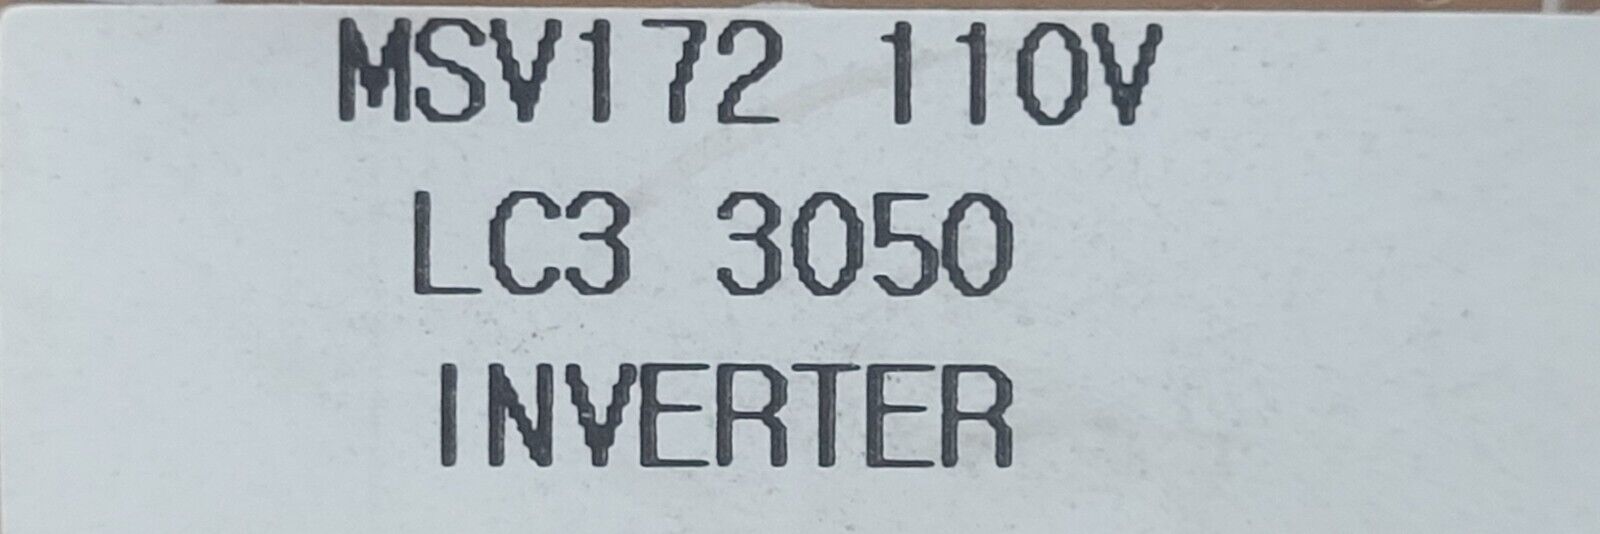 MSV172 110V
LC3 3050
INVERTER